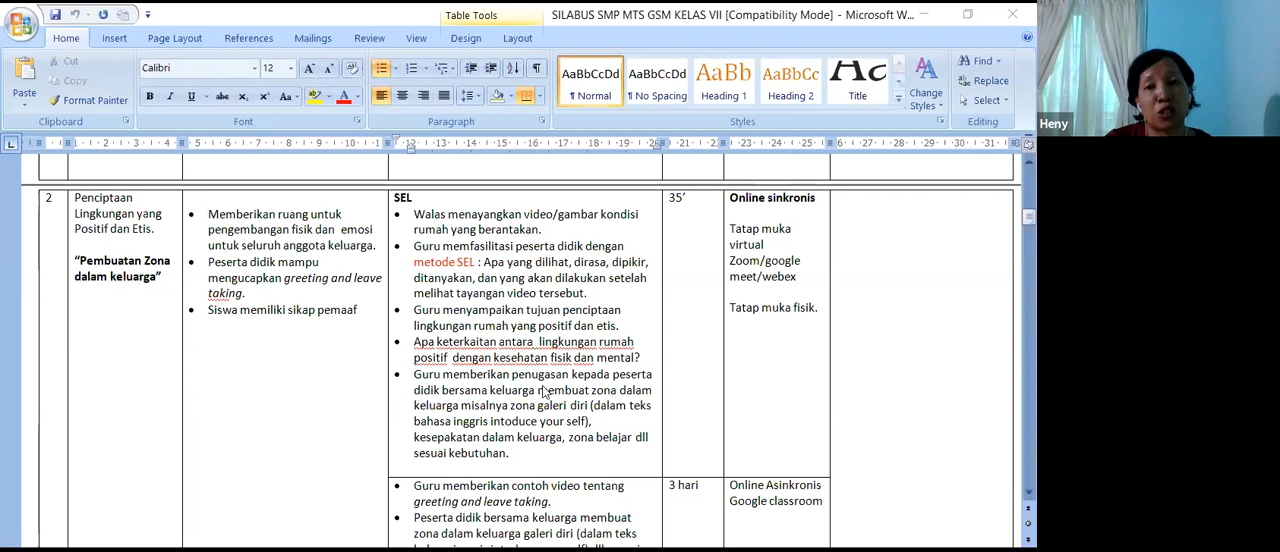 Table Tools
SILABUS SMP MTS GSM KELAS VII [Compatibility Mode] - Microsoft W...
Home Insert Page Layout References Mailings Review View Design Layout
Cut
Copy
Format Painter
Paste
Clipboard
Calibri 12
B I U abe X₂ X² Aa
Font
Paragraph
AaBbCcDd AaBbCcDd AaBb AaBbCc Ac
¶ Normal ¶ No Spacing Heading 1 Heading 2 Title
Change
Styles
Styles
Find
Replace
Select
Editing
Heny
2
Penciptaan
Lingkungan yang
Positif dan Etis.
“Pembuatan Zona
dalam keluarga”
Memberikan ruang untuk
pengembangan fisik dan emosi
untuk seluruh anggota keluarga.
Peserta didik mampu
mengucapkan greeting and leave
taking.
Siswa memiliki sikap pemaaf
SEL
Walas menayangkan video/gambar kondisi
rumah yang berantakan.
Guru memfasilitasi peserta didik dengan
metode SEL : Apa yang dilihat, dirasa, dipikir,
ditanyakan, dan yang akan dilakukan setelah
melihat tayangan video tersebut.
Guru menyampaikan tujuan penciptaan
lingkungan rumah yang positif dan etis.
Apa keterkaitan antara lingkungan rumah
positif dengan kesehatan fisik dan mental?
Guru memberikan penugasan kepada peserta
didik bersama keluarga membuat zona dalam
keluarga misalnya zona galeri diri (dalam teks
bahasa inggris intoduce your self),
kesepakatan dalam keluarga, zona belajar dll
sesuai kebutuhan.
35’
Online sinkronis
Tatap muka
virtual
Zoom/google
meet/webex
Tatap muka fisik.
Guru memberikan contoh video tentang
greeting and leave taking.
Peserta didik bersama keluarga membuat
zona dalam keluarga galeri diri (dalam teks
3 hari
Online Asinkronis
Google classroom